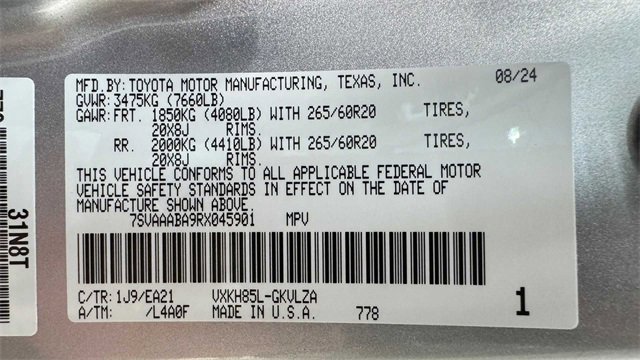 MFD.BY: TOYOTA MOTOR MANUFACTURING, TEXAS, INC. 08/24
GVWR: 3475KG (7660LB)
GAWR: FRT. 1850KG (4080LB) WITH 265/60R20 TIRES,
20X8J RIMS.
RR. 2000KG (4410LB) WITH 265/60R20 TIRES,
20X8J RIMS.
THIS VEHICLE CONFORMS TO ALL APPLICABLE FEDERAL MOTOR
VEHICLE SAFETY STANDARDS IN EFFECT ON THE DATE OF
MANUFACTURE SHOWN ABOVE.
7SVAAABA9RX045901 MPV
C/TR: 1J9/EA21 VXKH85L-GKVLZA
A/TM: /L4A0F MADE IN U.S.A. 778
1
31N8T